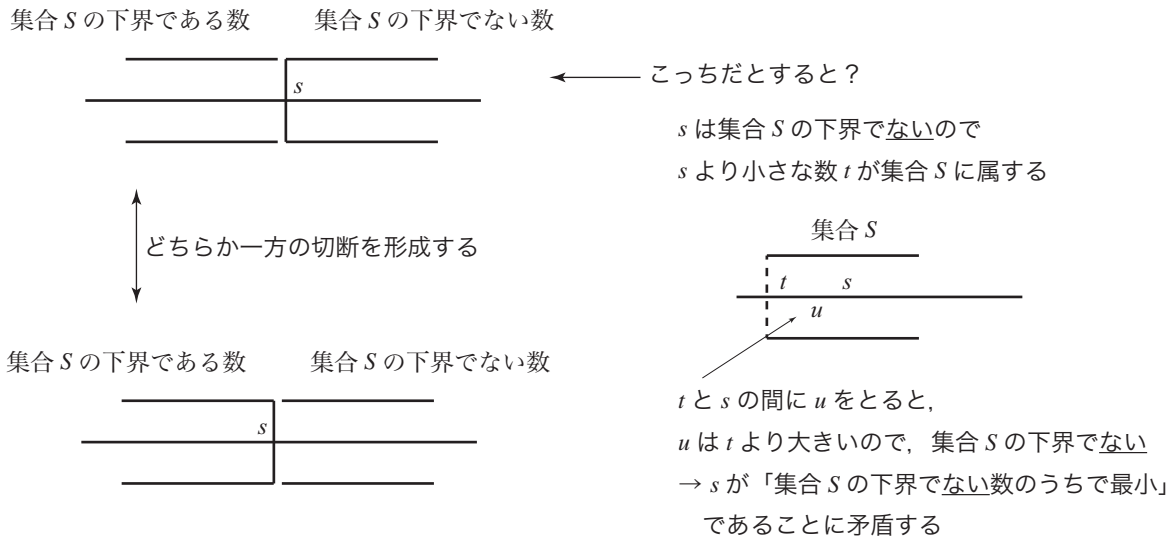 集合 S の下界である数
集合 S の下界でない数
s
こっちだとすると？
s は集合 S の下界でないので
s より小さな数 t が集合 S に属する
どちらか一方の切断を形成する
集合 S
t
s
u
集合 S の下界である数
集合 S の下界でない数
s
t と s の間に u をとると，
u は t より大きいので，集合 S の下界でない
→ s が「集合 S の下界でない数のうちで最小」
であることに矛盾する